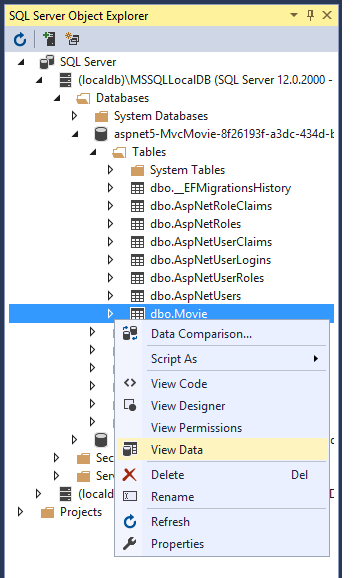 SQL Server Object Explorer
SQL Server
(localdb)\MSSQLLocalDB (SQL Server 12.0.2000 -
Databases
System Databases
aspnet5-MvcMovie-8f26193f-a3dc-434d-b
Tables
System Tables
dbo.__EFMigrationsHistory
dbo.AspNetRoleClaims
dbo.AspNetRoles
dbo.AspNetUserClaims
dbo.AspNetUserLogins
dbo.AspNetUserRoles
dbo.AspNetUsers
dbo.Movie
Data Comparison...
Script As
View Code
View Designer
View Permissions
View Data
Sec
Delete Del
Serv
Rename
(locald
Refresh
Projects
Properties